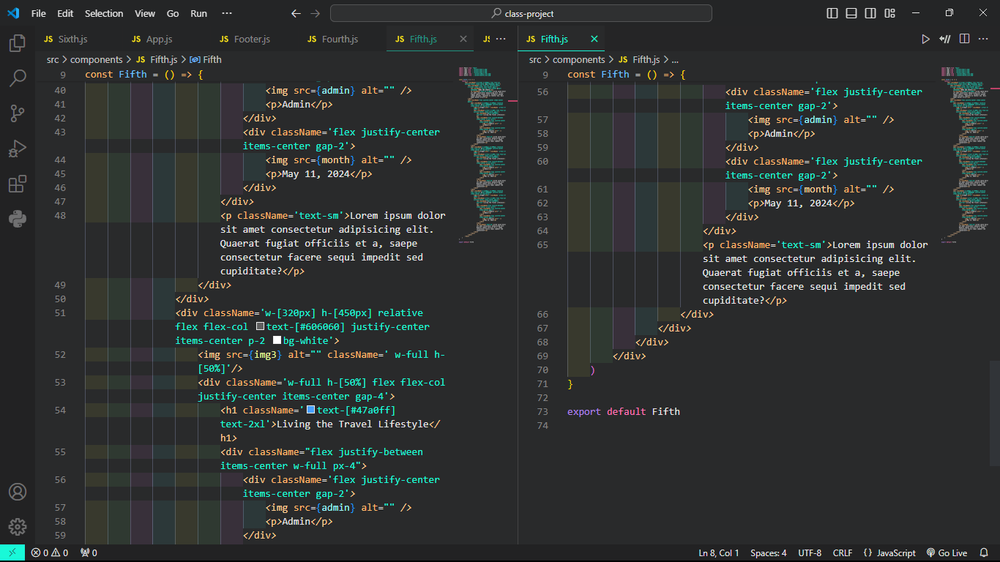 File Edit Selection View Go Run ··· class-project
JS Sixth.js JS App.js JS Footer.js JS Fourth.js JS Fifth.js JS ···
src > components > JS Fifth.js > Fifth
9 const Fifth = () => {
40 <img src={admin} alt="" />
41 <p>Admin</p>
42 </div>
43 <div className='flex justify-center
items-center gap-2'>
44 <img src={month} alt="" />
45 <p>May 11, 2024</p>
46 </div>
47 </div>
48 <p className='text-sm'>Lorem ipsum dolor
sit amet consectetur adipisicing elit.
Quaerat fugiat officiis et a, saepe
consectetur facere sequi impedit sed
cupiditate?</p>
49 </div>
50 </div>
51 <div className='w-[320px] h-[450px] relative
flex flex-col text-[#606060] justify-center
items-center p-2 bg-white'>
52 <img src={img3} alt="" className=' w-full h-
[50%]'/>
53 <div className='w-full h-[50%] flex flex-col
justify-center items-center gap-4'>
54 <h1 className='text-[#47a0ff]
text-2xl'>Living the Travel Lifestyle</
h1>
55 <div className="flex justify-between
items-center w-full px-4">
56 <div className='flex justify-center
items-center gap-2'>
57 <img src={admin} alt="" />
58 <p>Admin</p>
59 </div>
JS Fifth.js ···
src > components > JS Fifth.js > ...
9 const Fifth = () => {
56 <div className='flex justify-center
items-center gap-2'>
57 <img src={admin} alt="" />
58 <p>Admin</p>
59 </div>
60 <div className='flex justify-center
items-center gap-2'>
61 <img src={month} alt="" />
62 <p>May 11, 2024</p>
63 </div>
64 </div>
65 <p className='text-sm'>Lorem ipsum dolor
sit amet consectetur adipisicing elit.
Quaerat fugiat officiis et a, saepe
consectetur facere sequi impedit sed
cupiditate?</p>
66 </div>
67 </div>
68 </div>
69 </div>
70 )
71 }
72
73 export default Fifth
74
0 0 0 Ln 8, Col 1 Spaces: 4 UTF-8 CRLF {} JavaScript Go Live